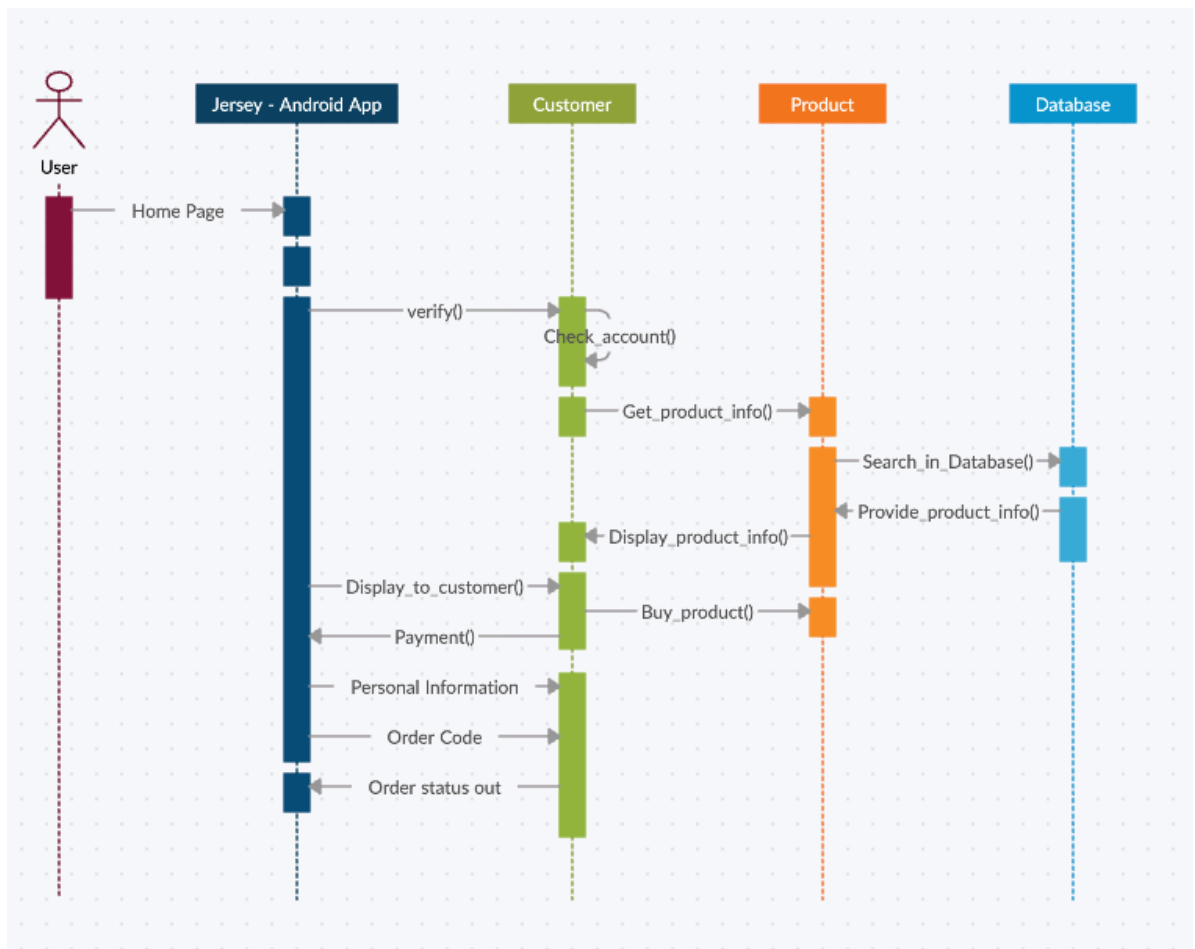 Jersey - Android App
Customer
Product
Database
User
Home Page
verify()
Check_account()
Get_product_info()
Search_in_Database()
Provide_product_info()
Display_product_info()
Display_to_customer()
Buy_product()
Payment()
Personal Information
Order Code
Order status out